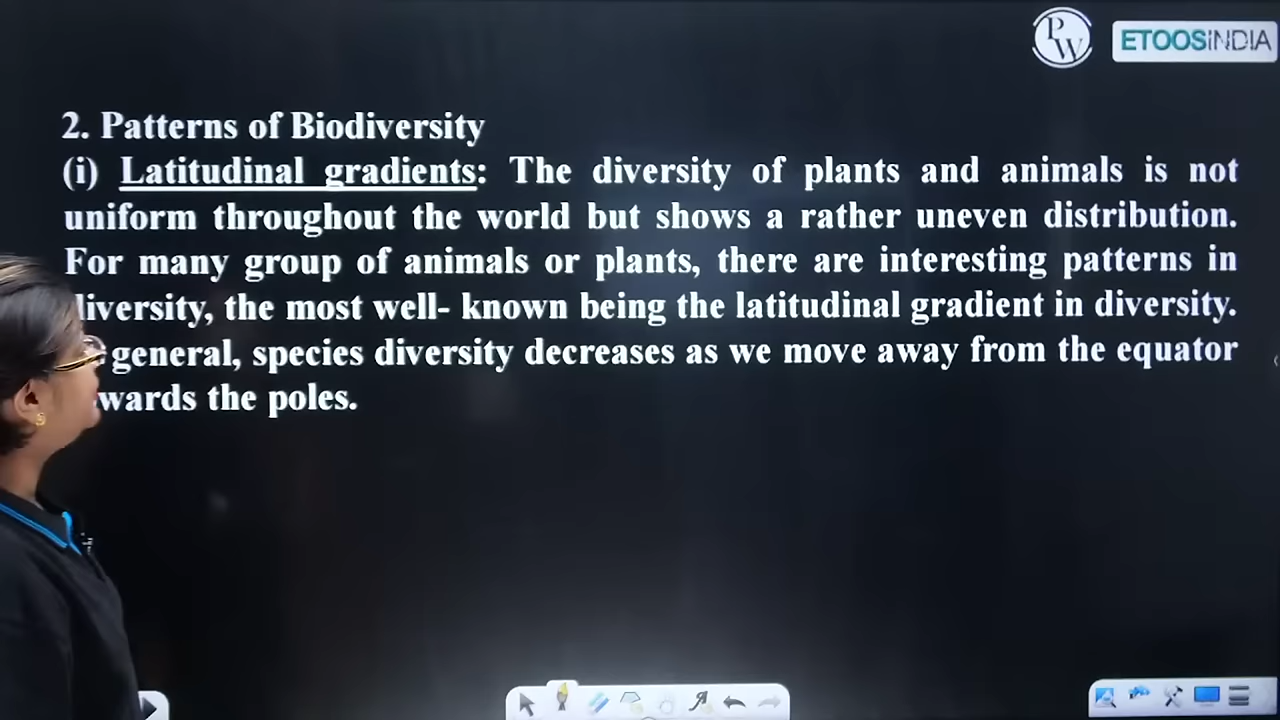 P
W
ETOOSINDIA
2. Patterns of Biodiversity
(i) Latitudinal gradients: The diversity of plants and animals is not
uniform throughout the world but shows a rather uneven distribution.
For many group of animals or plants, there are interesting patterns in
iversity, the most well- known being the latitudinal gradient in diversity.
general, species diversity decreases as we move away from the equator
wards the poles.